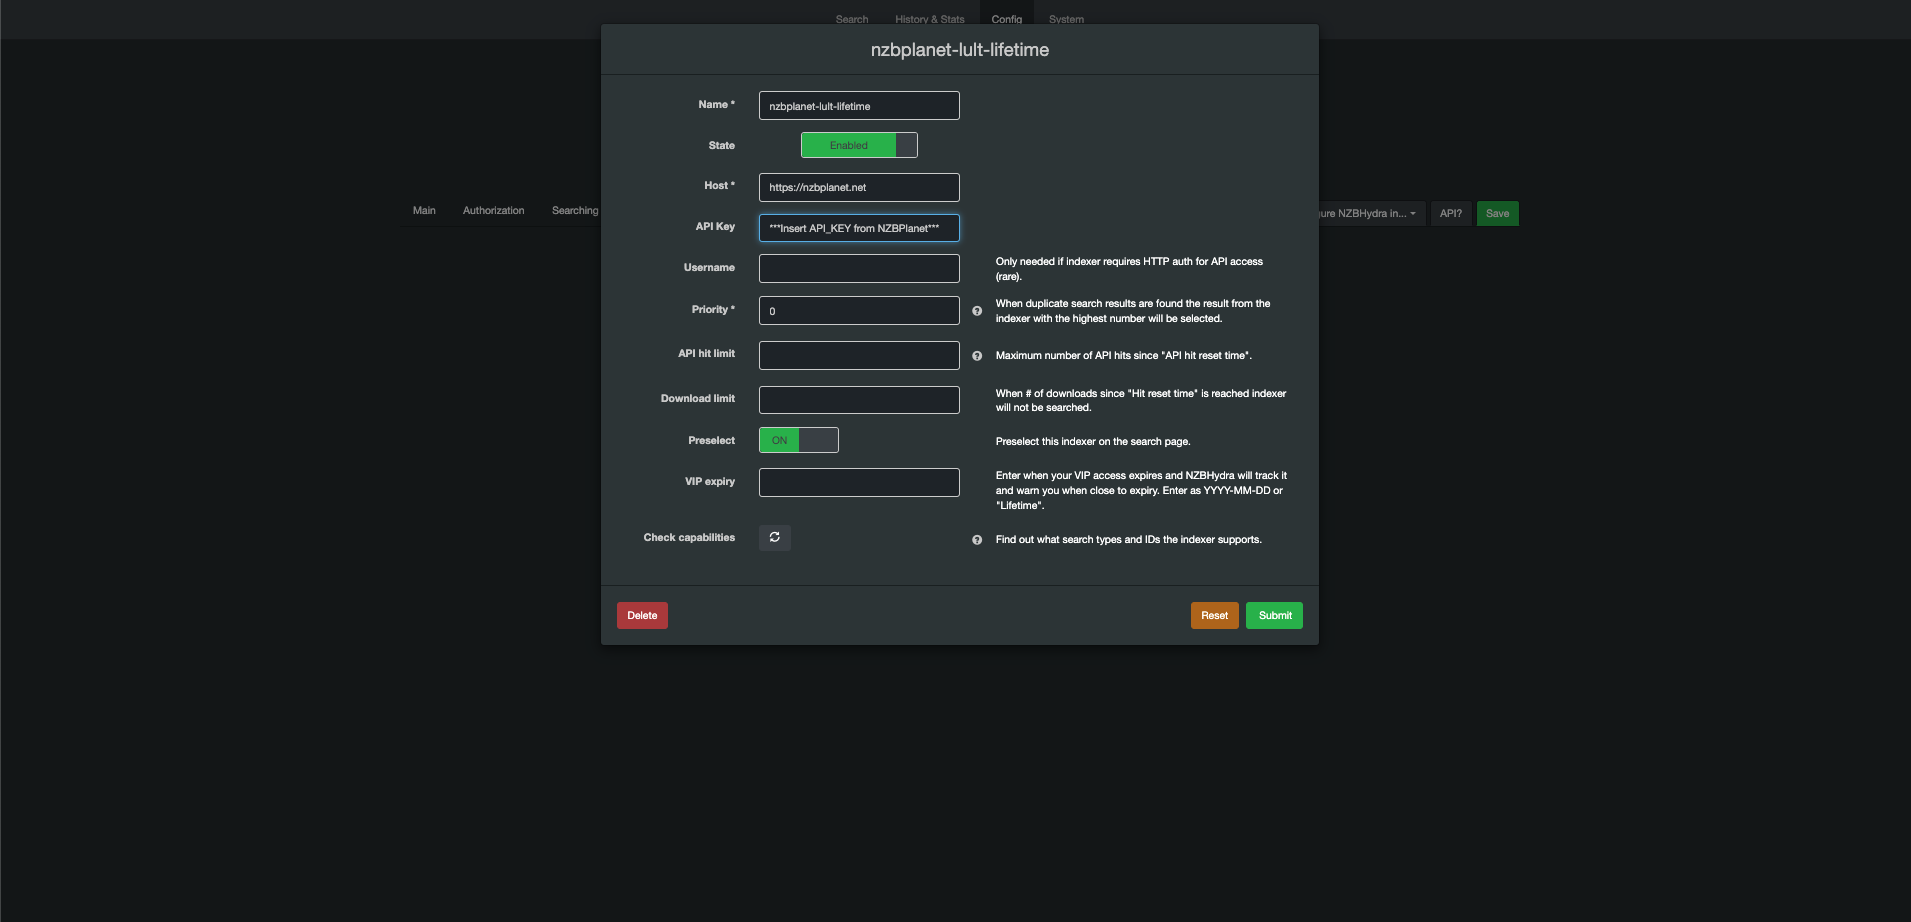 Search History & Stats Config System
nzbplanet-lult-lifetime
Name * nzbplanet-lult-lifetime
State Enabled
Host * https://nzbplanet.net
Main Authorization Searching
ure NZBHydra in... API? Save
API Key ***Insert API_KEY from NZBPlanet***
Username
Only needed if indexer requires HTTP auth for API access
(rare).
Priority * 0
When duplicate search results are found the result from the
indexer with the highest number will be selected.
API hit limit
Maximum number of API hits since "API hit reset time".
Download limit
When # of downloads since "Hit reset time" is reached indexer
will not be searched.
Preselect ON
Preselect this indexer on the search page.
VIP expiry
Enter when your VIP access expires and NZBHydra will track it
and warn you when close to expiry. Enter as YYYY-MM-DD or
"Lifetime".
Check capabilities
Find out what search types and IDs the indexer supports.
Delete Reset Submit